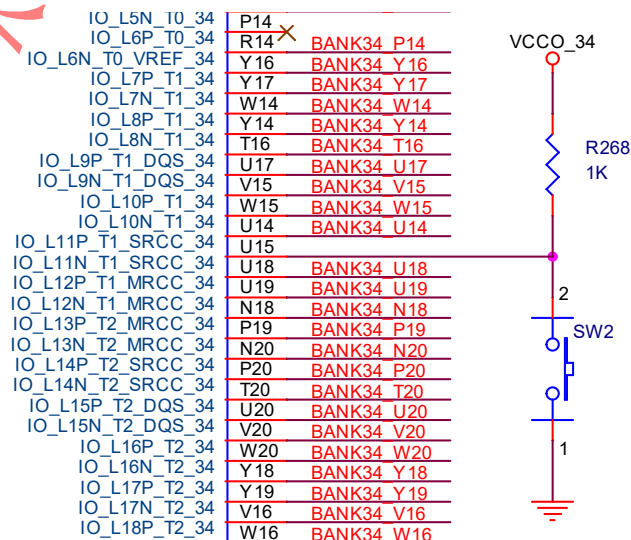 IO_L5N_T0_34 P14
IO_L6P_T0_34 R14 BANK34_P14
IO_L6N_T0_VREF_34 Y16 BANK34_Y16
IO_L7P_T1_34 Y17 BANK34_Y17
IO_L7N_T1_34 W14 BANK34_W14
IO_L8P_T1_34 Y14 BANK34_Y14
IO_L8N_T1_34 T16 BANK34_T16
IO_L9P_T1_DQS_34 U17 BANK34_U17
IO_L9N_T1_DQS_34 V15 BANK34_V15
IO_L10P_T1_34 W15 BANK34_W15
IO_L10N_T1_34 U14 BANK34_U14
IO_L11P_T1_SRCC_34 U15
IO_L11N_T1_SRCC_34 U18 BANK34_U18
IO_L12P_T1_MRCC_34 U19 BANK34_U19
IO_L12N_T1_MRCC_34 N18 BANK34_N18
IO_L13P_T2_MRCC_34 P19 BANK34_P19
IO_L13N_T2_MRCC_34 N20 BANK34_N20
IO_L14P_T2_SRCC_34 P20 BANK34_P20
IO_L14N_T2_SRCC_34 T20 BANK34_T20
IO_L15P_T2_DQS_34 U20 BANK34_U20
IO_L15N_T2_DQS_34 V20 BANK34_V20
IO_L16P_T2_34 W20 BANK34_W20
IO_L16N_T2_34 Y18 BANK34_Y18
IO_L17P_T2_34 Y19 BANK34_Y19
IO_L17N_T2_34 V16 BANK34_V16
IO_L18P_T2_34 W16 BANK34_W16
VCCO_34
R268
1K
2
SW2
1